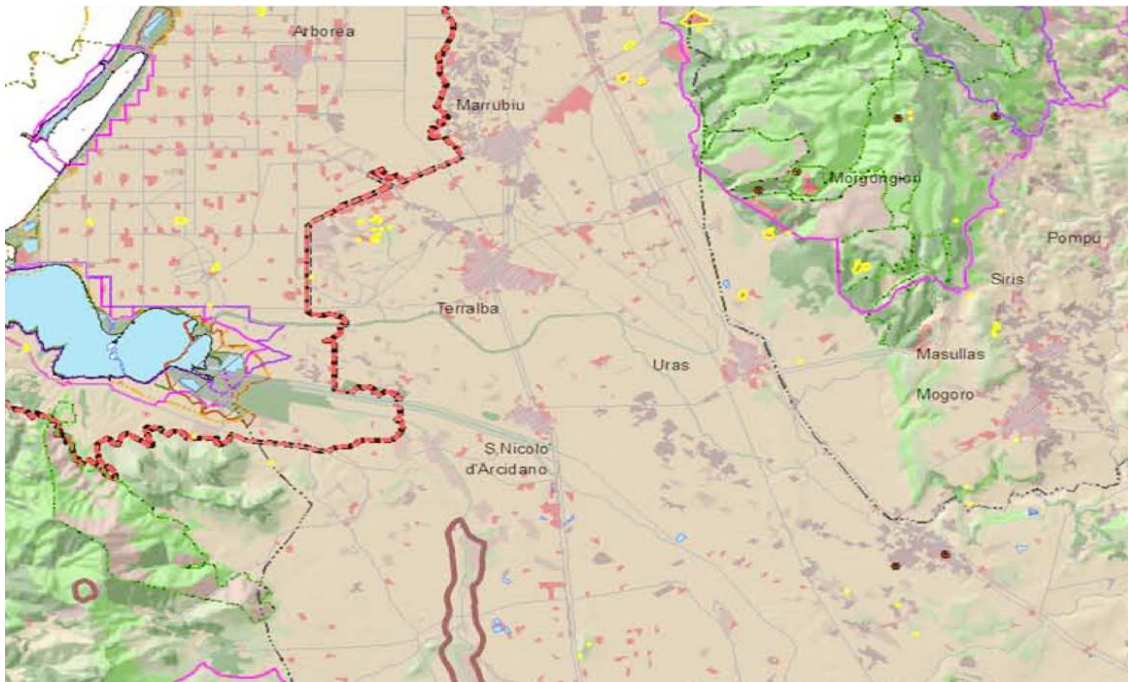 Arborea
Marrubiu
Morgongiori
Pompu
Siris
Terralba
Uras
Masullas
Mogoro
S.Nicolo
d'Arcidano